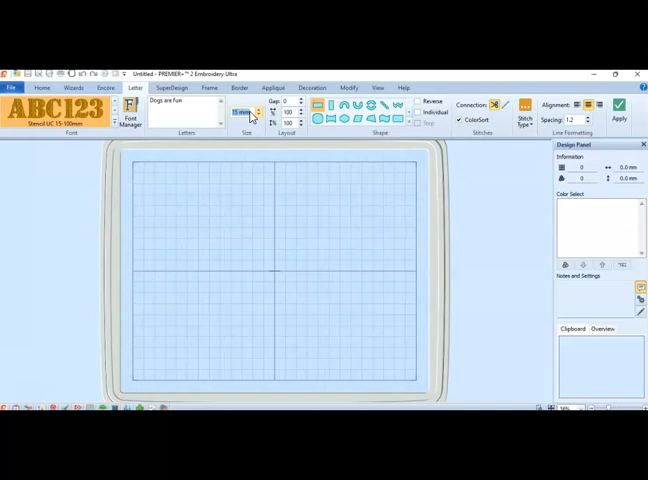 Untitled - PREMIER+™ 2 Embroidery Ultra
File Home Wizards Encore Letter SuperDesign Frame Border Appliqué Decoration Modify View Help
ABC123
Stencil UC 15-100mm
Font Manager
Font
Dogs are fun
Letters
15 mm
Size
Gap: 0
100
100
Layout
Reverse
Individual
Shape
Connection:
ColorSort
Stitches
Stitch Type
Alignment:
Spacing: 1.2
Line Formatting
Apply
Design Panel
Information
0 0.0 mm
0 0.0 mm
Color Select
Notes and Settings
Clipboard Overview